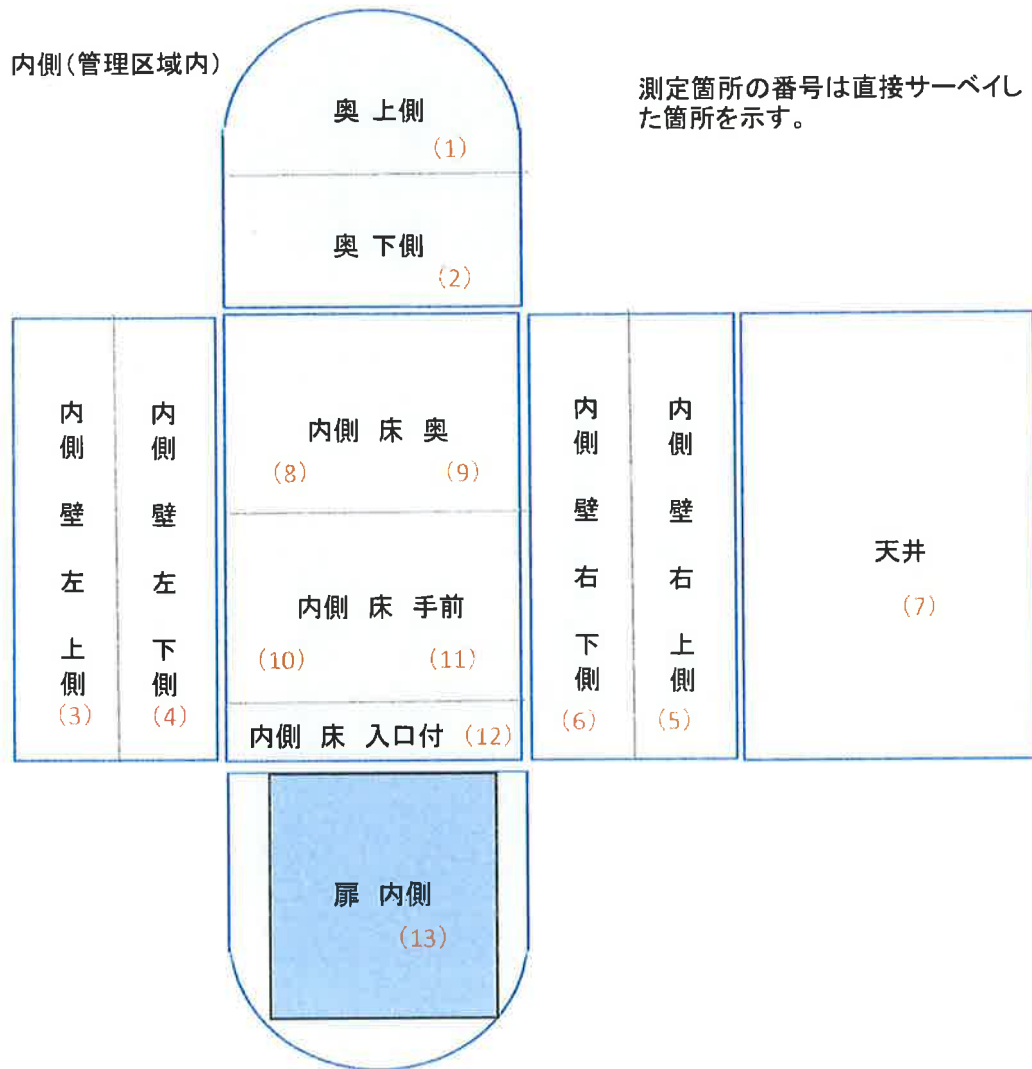 内側(管理区域内)
測定箇所の番号は直接サーベイし
た箇所を示す。
奥 上側
(1)
奥 下側
(2)
内側 壁 左 上側
(3)
内側 壁 左 下側
(4)
内側 床 奥
(8) (9)
内側 床 手前
(10) (11)
内側 床 入口付 (12)
内側 壁 右 下側
(6)
内側 壁 右 上側
(5)
天井
(7)
扉 内側
(13)